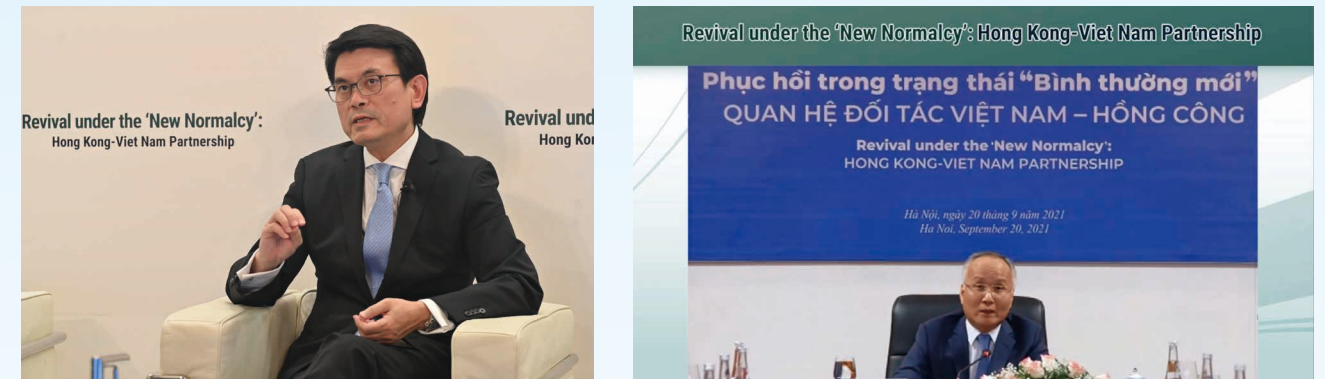 Revival under the ‘New Normalcy’:
Hong Kong-Viet Nam Partnership
Revival und
Hong Kon
Revival under the ‘New Normalcy’: Hong Kong-Viet Nam Partnership
Phục hồi trong trạng thái “Bình thường mới”
QUAN HỆ ĐỐI TÁC VIỆT NAM – HỒNG CÔNG
Revival under the ‘New Normalcy’:
HONG KONG-VIET NAM PARTNERSHIP
Hà Nội, ngày 20 tháng 9 năm 2021
Ha Noi, September 20, 2021